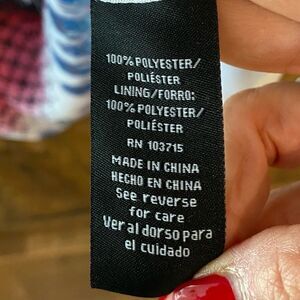 100% POLYESTER/
POLIÉSTER
LINING/FORRO:
100% POLYESTER/
POLIÉSTER
RN 103715
MADE IN CHINA
HECHO EN CHINA
See reverse
for care
Ver al dorso para
el cuidado